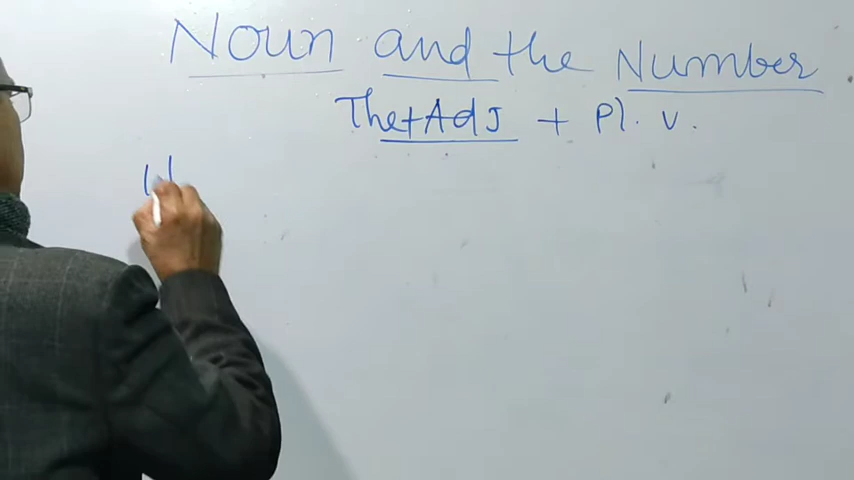 Noun and the Number
The+Adj + Pl. v.